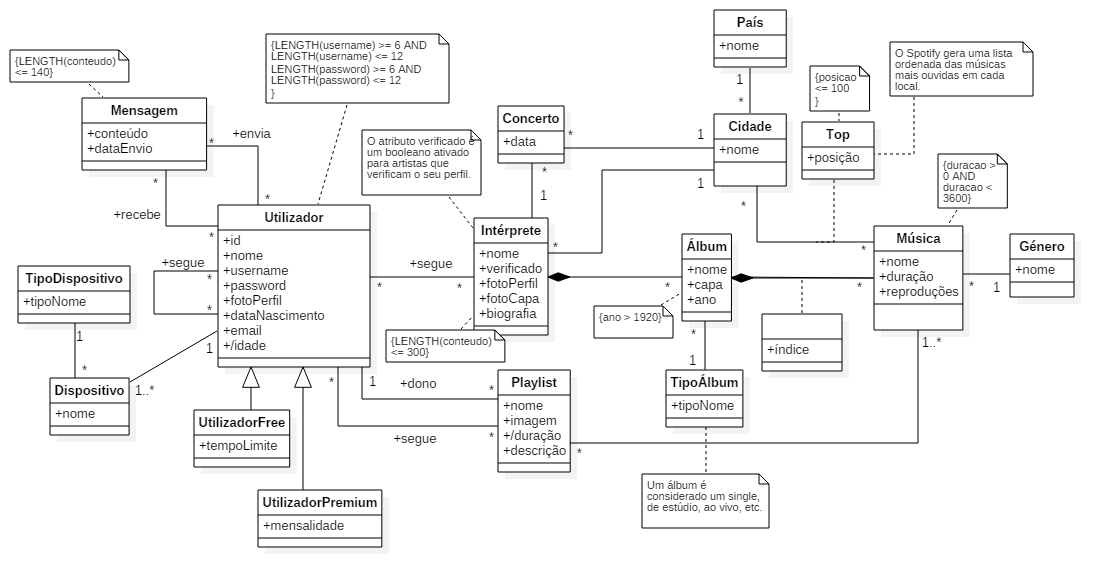 País
+nome
1
*
{LENGTH(username) >= 6 AND
LENGTH(username) <= 12
LENGTH(password) >= 6 AND
LENGTH(password) <= 12
}
{LENGTH(conteudo)
<= 140}
O Spotify gera uma lista
ordenada das músicas
mais ouvidas em cada
local.
{posicao
<= 100
}
Mensagem
+conteúdo
+dataEnvio
*
+envia
*
*
+recebe
*
O atributo verificado é
um booleano ativado
para artistas que
verificam o seu perfil.
Concerto
+data
*
1
*
1
Cidade
+nome
1
*
Top
+posição
{duracao >
0 AND
duracao <
3600}
Utilizador
+id
+nome
+username
+password
+fotoPerfil
+dataNascimento
+email
+/idade
+segue
*
*
+segue
*
*
Intérprete
+nome
+verificado
+fotoPerfil
+fotoCapa
+biografia
*
*
Álbum
+nome
+capa
+ano
*
*
Música
+nome
+duração
+reproduções
*
1
Género
+nome
TipoDispositivo
+tipoNome
1
*
Dispositivo
+nome
1
1..*
{ano > 1920}
{LENGTH(conteudo)
<= 300}
+índice
*
1
TipoÁlbum
+tipoNome
1..*
Playlist
+nome
+imagem
+/duração
+descrição
*
1
+dono
*
+segue
*
*
UtilizadorFree
+tempoLimite
UtilizadorPremium
+mensalidade
Um álbum é
considerado um single,
de estúdio, ao vivo, etc.